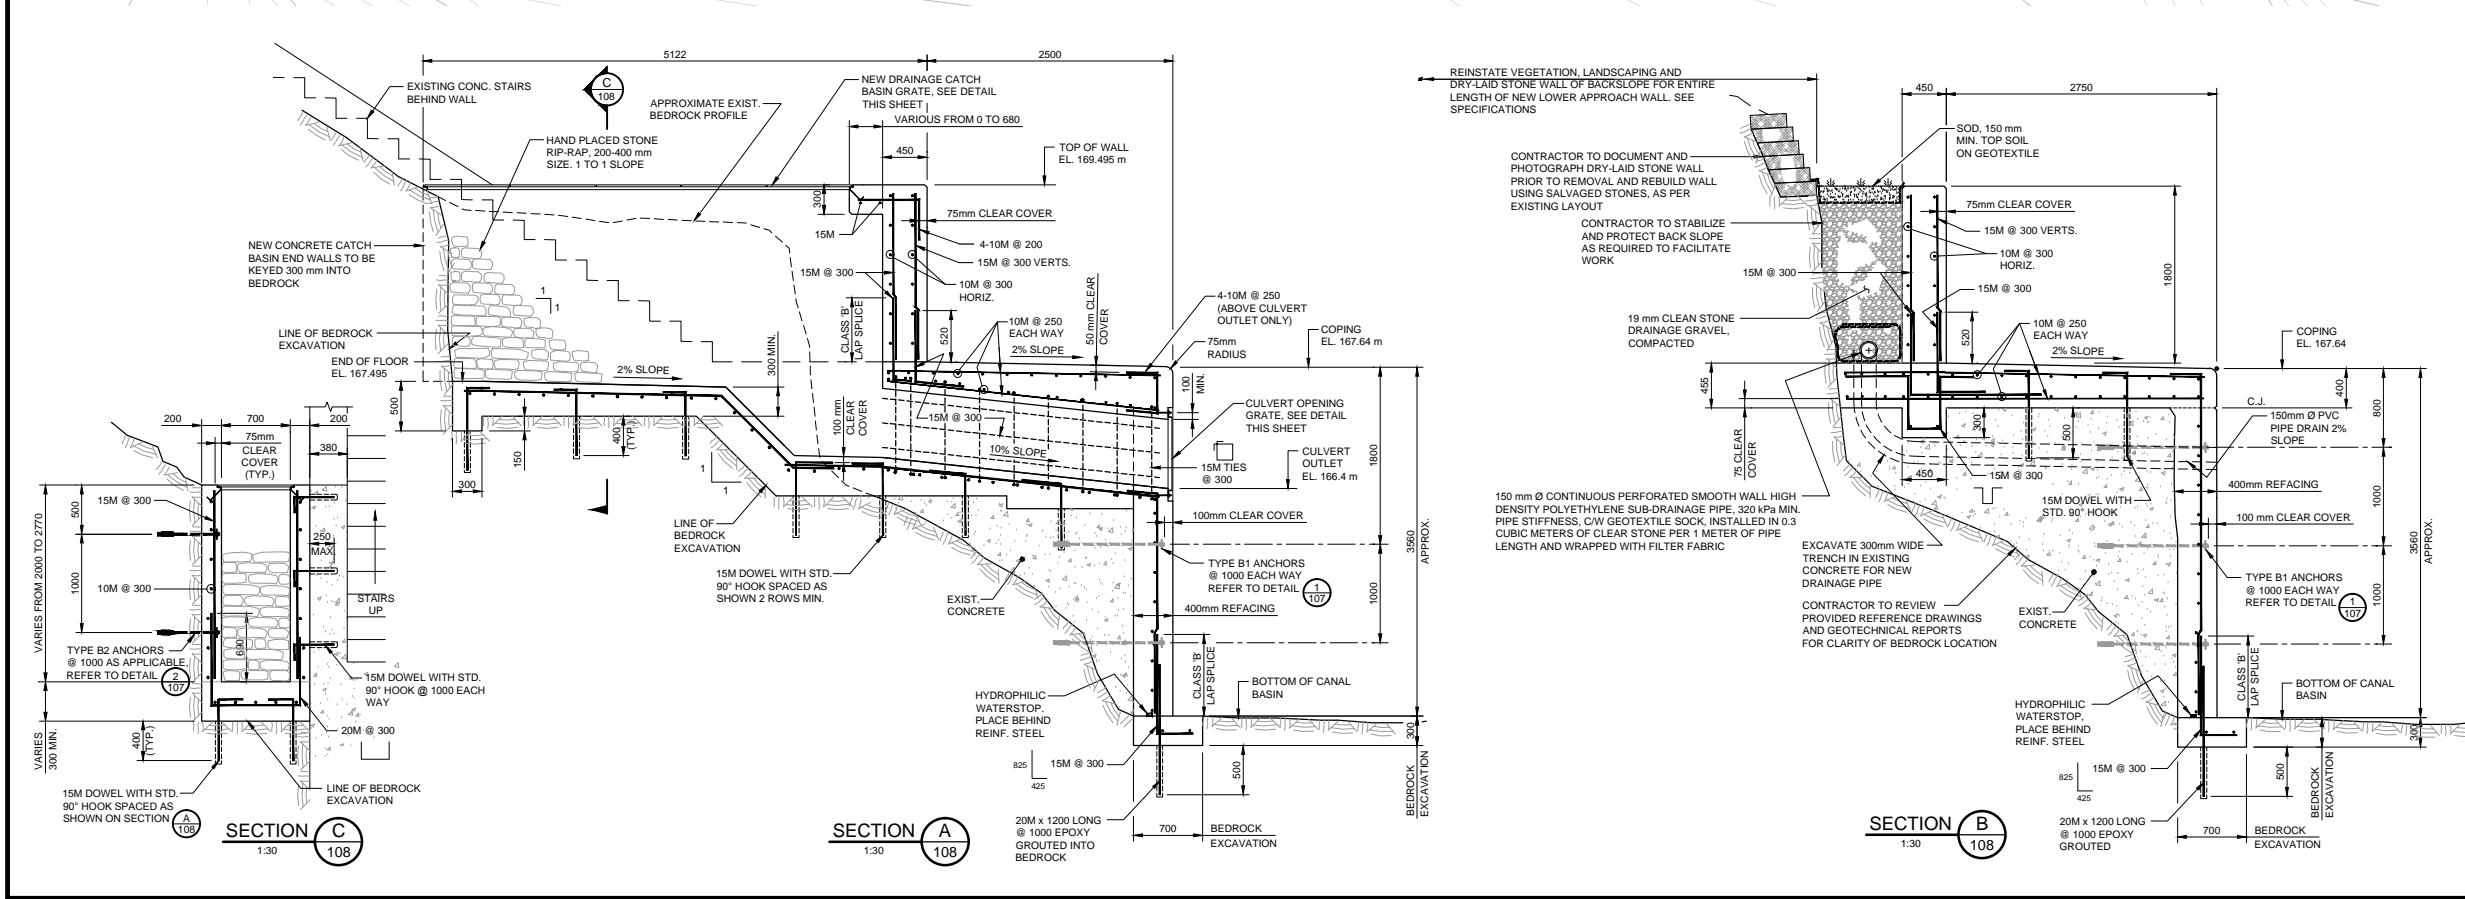 5122
2500
EXISTING CONC. STAIRS
BEHIND WALL
C
108
NEW DRAINAGE CATCH
BASIN GRATE, SEE DETAIL
THIS SHEET
APPROXIMATE EXIST.
BEDROCK PROFILE
VARIOUS FROM 0 TO 680
HAND PLACED STONE
RIP-RAP, 200-400 mm
SIZE. 1 TO 1 SLOPE
450
TOP OF WALL
EL. 169.495 m
300
75mm CLEAR COVER
15M
4-10M @ 200
15M @ 300 VERTS.
15M @ 300
10M @ 300
HORIZ.
NEW CONCRETE CATCH
BASIN END WALLS TO BE
KEYED 300 mm INTO
BEDROCK
1
1
LINE OF BEDROCK
EXCAVATION
END OF FLOOR
EL. 167.495
2% SLOPE
300 MIN.
CLASS 'B'
LAP SPLICE
520
10M @ 250
EACH WAY
2% SLOPE
50 mm CLEAR
COVER
4-10M @ 250
(ABOVE CULVERT
OUTLET ONLY)
75mm
RADIUS
COPING
EL. 167.64 m
100
MIN.
CULVERT OPENING
GRATE, SEE DETAIL
THIS SHEET
500
150
400
(TYP.)
300
1
1
100 mm
CLEAR
COVER
15M @ 300
10% SLOPE
15M TIES
@ 300
CULVERT
OUTLET
EL. 166.4 m
1800
1000
3560
APPROX.
LINE OF
BEDROCK
EXCAVATION
15M DOWEL WITH STD.
90° HOOK SPACED AS
SHOWN 2 ROWS MIN.
EXIST.
CONCRETE
100mm CLEAR COVER
TYPE B1 ANCHORS
@ 1000 EACH WAY
REFER TO DETAIL
1
107
400mm REFACING
CLASS 'B'
LAP SPLICE
HYDROPHILIC
WATERSTOP.
PLACE BEHIND
REINF. STEEL
BOTTOM OF CANAL
BASIN
300
825
425
15M @ 300
500
BEDROCK
EXCAVATION
20M x 1200 LONG
@ 1000 EPOXY
GROUTED INTO
BEDROCK
700
BEDROCK
EXCAVATION
SECTION
1:30
A
108
200
700
200
75mm
CLEAR
COVER
(TYP.)
380
15M @ 300
500
250
MAX.
VARIES FROM 2000 TO 2770
1000
10M @ 300
STAIRS
UP
690
TYPE B2 ANCHORS
@ 1000 AS APPLICABLE,
REFER TO DETAIL
2
107
15M DOWEL WITH STD.
90° HOOK @ 1000 EACH
WAY
VARIES
300 MIN.
400
(TYP.)
20M @ 300
15M DOWEL WITH STD.
90° HOOK SPACED AS
SHOWN ON SECTION
A
108
LINE OF BEDROCK
EXCAVATION
SECTION
1:30
C
108
REINSTATE VEGETATION, LANDSCAPING AND
DRY-LAID STONE WALL OF BACKSLOPE FOR ENTIRE
LENGTH OF NEW LOWER APPROACH WALL. SEE
SPECIFICATIONS
450
2750
SOD, 150 mm
MIN. TOP SOIL
ON GEOTEXTILE
CONTRACTOR TO DOCUMENT AND
PHOTOGRAPH DRY-LAID STONE WALL
PRIOR TO REMOVAL AND REBUILD WALL
USING SALVAGED STONES, AS PER
EXISTING LAYOUT
CONTRACTOR TO STABILIZE
AND PROTECT BACK SLOPE
AS REQUIRED TO FACILITATE
WORK
75mm CLEAR COVER
15M @ 300 VERTS.
10M @ 300
HORIZ.
15M @ 300
15M @ 300
1800
19 mm CLEAN STONE
DRAINAGE GRAVEL,
COMPACTED
520
10M @ 250
EACH WAY
2% SLOPE
COPING
EL. 167.64
455
400
C.J.
150mm Ø PVC
PIPE DRAIN 2%
SLOPE
800
75 CLEAR
COVER
300
500
450
15M @ 300
15M DOWEL WITH
STD. 90° HOOK
400mm REFACING
1000
150 mm Ø CONTINUOUS PERFORATED SMOOTH WALL HIGH
DENSITY POLYETHYLENE SUB-DRAINAGE PIPE, 320 kPa MIN.
PIPE STIFFNESS, C/W GEOTEXTILE SOCK, INSTALLED IN 0.3
CUBIC METERS OF CLEAR STONE PER 1 METER OF PIPE
LENGTH AND WRAPPED WITH FILTER FABRIC
100 mm CLEAR COVER
3560
APPROX.
EXCAVATE 300mm WIDE
TRENCH IN EXISTING
CONCRETE FOR NEW
DRAINAGE PIPE
TYPE B1 ANCHORS
@ 1000 EACH WAY
REFER TO DETAIL
1
107
1000
CONTRACTOR TO REVIEW
PROVIDED REFERENCE DRAWINGS
AND GEOTECHNICAL REPORTS
FOR CLARITY OF BEDROCK LOCATION
EXIST.
CONCRETE
CLASS 'B'
LAP SPLICE
HYDROPHILIC
WATERSTOP,
PLACE BEHIND
REINF. STEEL
BOTTOM OF CANAL
BASIN
300
825
425
15M @ 300
500
BEDROCK
EXCAVATION
20M x 1200 LONG
@ 1000 EPOXY
GROUTED
700
BEDROCK
EXCAVATION
SECTION
1:30
B
108